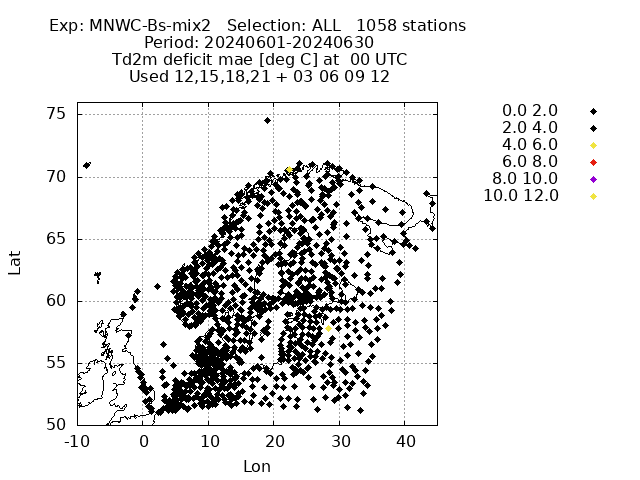 Exp: MNWC-Bs-mix2   Selection: ALL   1058 stations
Period: 20240601-20240630
Td2m deficit mae [deg C] at  00 UTC
Used 12,15,18,21 + 03 06 09 12
0.0 2.0
2.0 4.0
4.0 6.0
6.0 8.0
8.0 10.0
10.0 12.0
75
70
65
60
55
50
Lat
-10 0 10 20 30 40
Lon